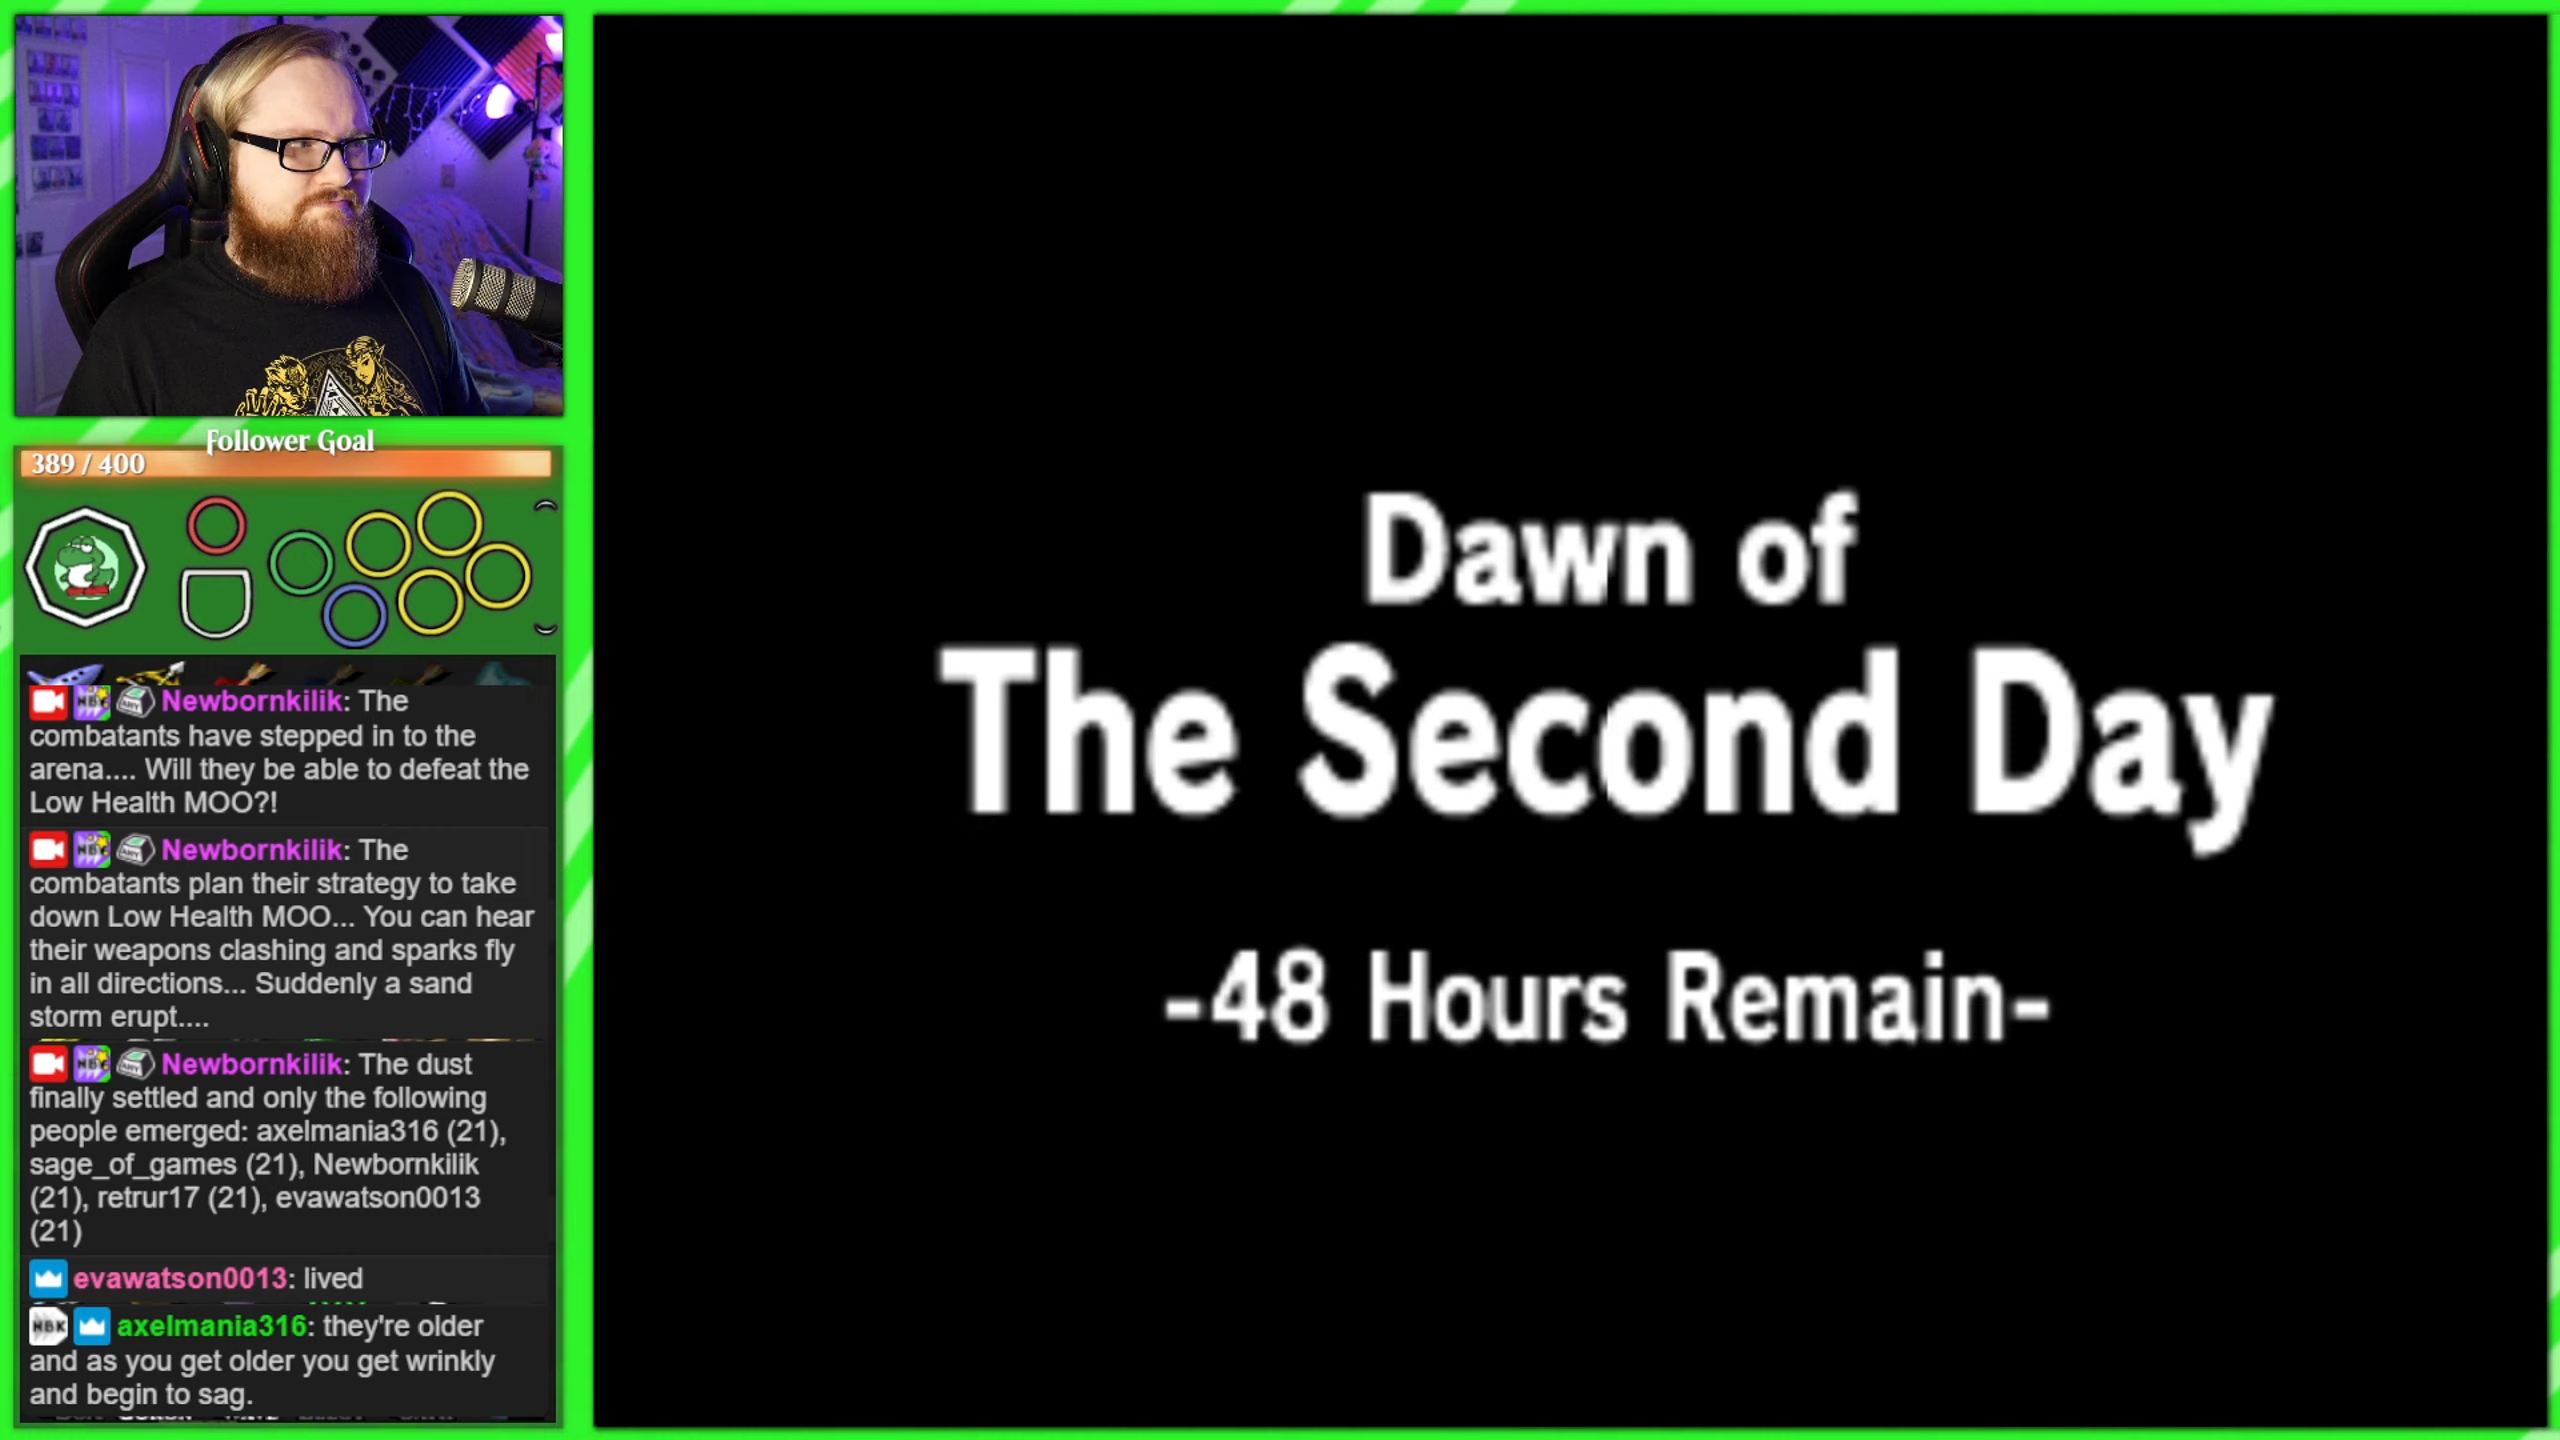 Follower Goal
389 / 400
Newbornkilik: The
combatants have stepped in to the
arena.... Will they be able to defeat the
Low Health MOO?!
Newbornkilik: The
combatants plan their strategy to take
down Low Health MOO... You can hear
their weapons clashing and sparks fly
in all directions... Suddenly a sand
storm erupt....
Newbornkilik: The dust
finally settled and only the following
people emerged: axelmania316 (21),
sage_of_games (21), Newbornkilik
(21), retrur17 (21), evawatson0013
(21)
evawatson0013: lived
NBK axelmania316: they're older
and as you get older you get wrinkly
and begin to sag.
Dawn of
The Second Day
-48 Hours Remain-